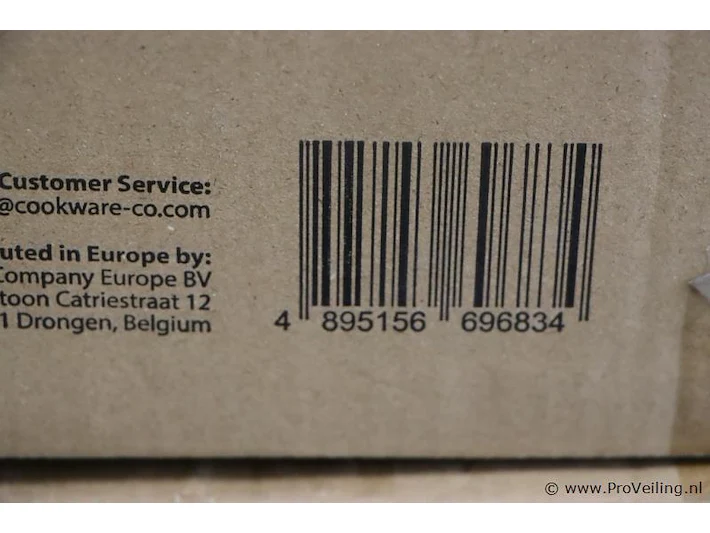 Customer Service:
@cookware-co.com
uted in Europe by:
Company Europe BV
toon Catriestraat 12
1 Drongen, Belgium
4 895156 696834
© www.ProVeiling.nl